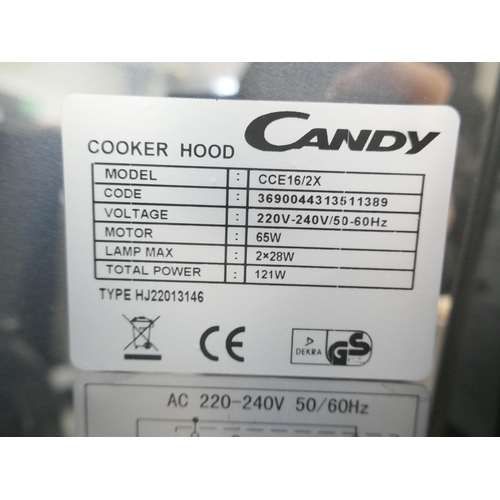 CANDY
COOKER HOOD
MODEL : CCE16/2X
CODE : 3690044313511389
VOLTAGE : 220V-240V/50-60Hz
MOTOR : 65W
LAMP MAX : 2×28W
TOTAL POWER : 121W
TYPE HJ22013146
CE
DEKRA
GS
AC 220-240V 50/60Hz